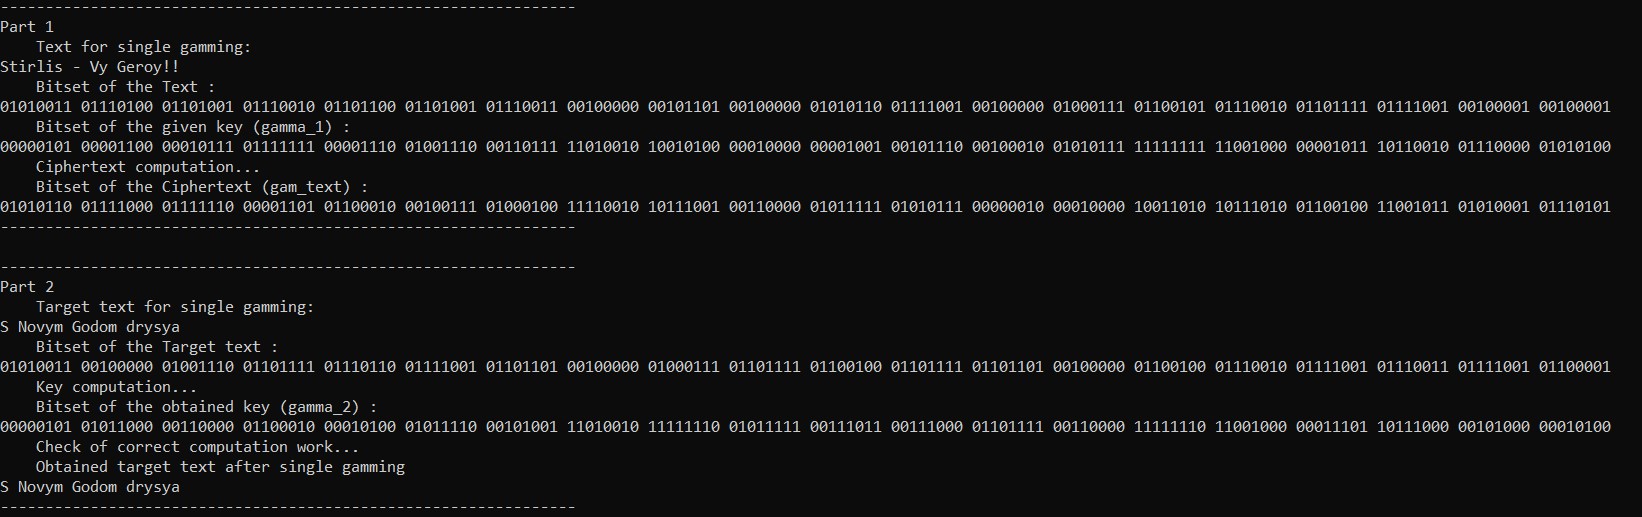 ----------------------------------------------------------------
Part 1
    Text for single gamming:
Stirlis - Vy Geroy!!
    Bitset of the Text :
01010011 01110100 01101001 01110010 01101100 01101001 01110011 00100000 00101101 00100000 01010110 01111001 00100000 01000111 01100101 01110010 01101111 01111001 00100001 00100001
    Bitset of the given key (gamma_1) :
00000101 00001100 00010111 01111111 00001110 01001110 00110111 11010010 10010100 00010000 00001001 00101110 00100010 01010111 11111111 11001000 00001011 10110010 01110000 01010100
    Ciphertext computation...
    Bitset of the Ciphertext (gam_text) :
01010110 01111000 01111110 00001101 01100010 00100111 01000100 11110010 10111001 00110000 01011111 01010111 00000010 00010000 10011010 10111010 01100100 11001011 01010001 01110101
----------------------------------------------------------------
----------------------------------------------------------------
Part 2
    Target text for single gamming:
S Novym Godom drysya
    Bitset of the Target text :
01010011 00100000 01001110 01101111 01110110 01111001 01101101 00100000 01000111 01101111 01100100 01101111 01101101 00100000 01100100 01110010 01111001 01110011 01111001 01100001
    Key computation...
    Bitset of the obtained key (gamma_2) :
00000101 01011000 00110000 01100010 00010100 01011110 00101001 11010010 11111110 01011111 00111011 00111000 01101111 00110000 11111110 11001000 00011101 10111000 00101000 00010100
    Check of correct computation work...
    Obtained target text after single gamming
S Novym Godom drysya
----------------------------------------------------------------